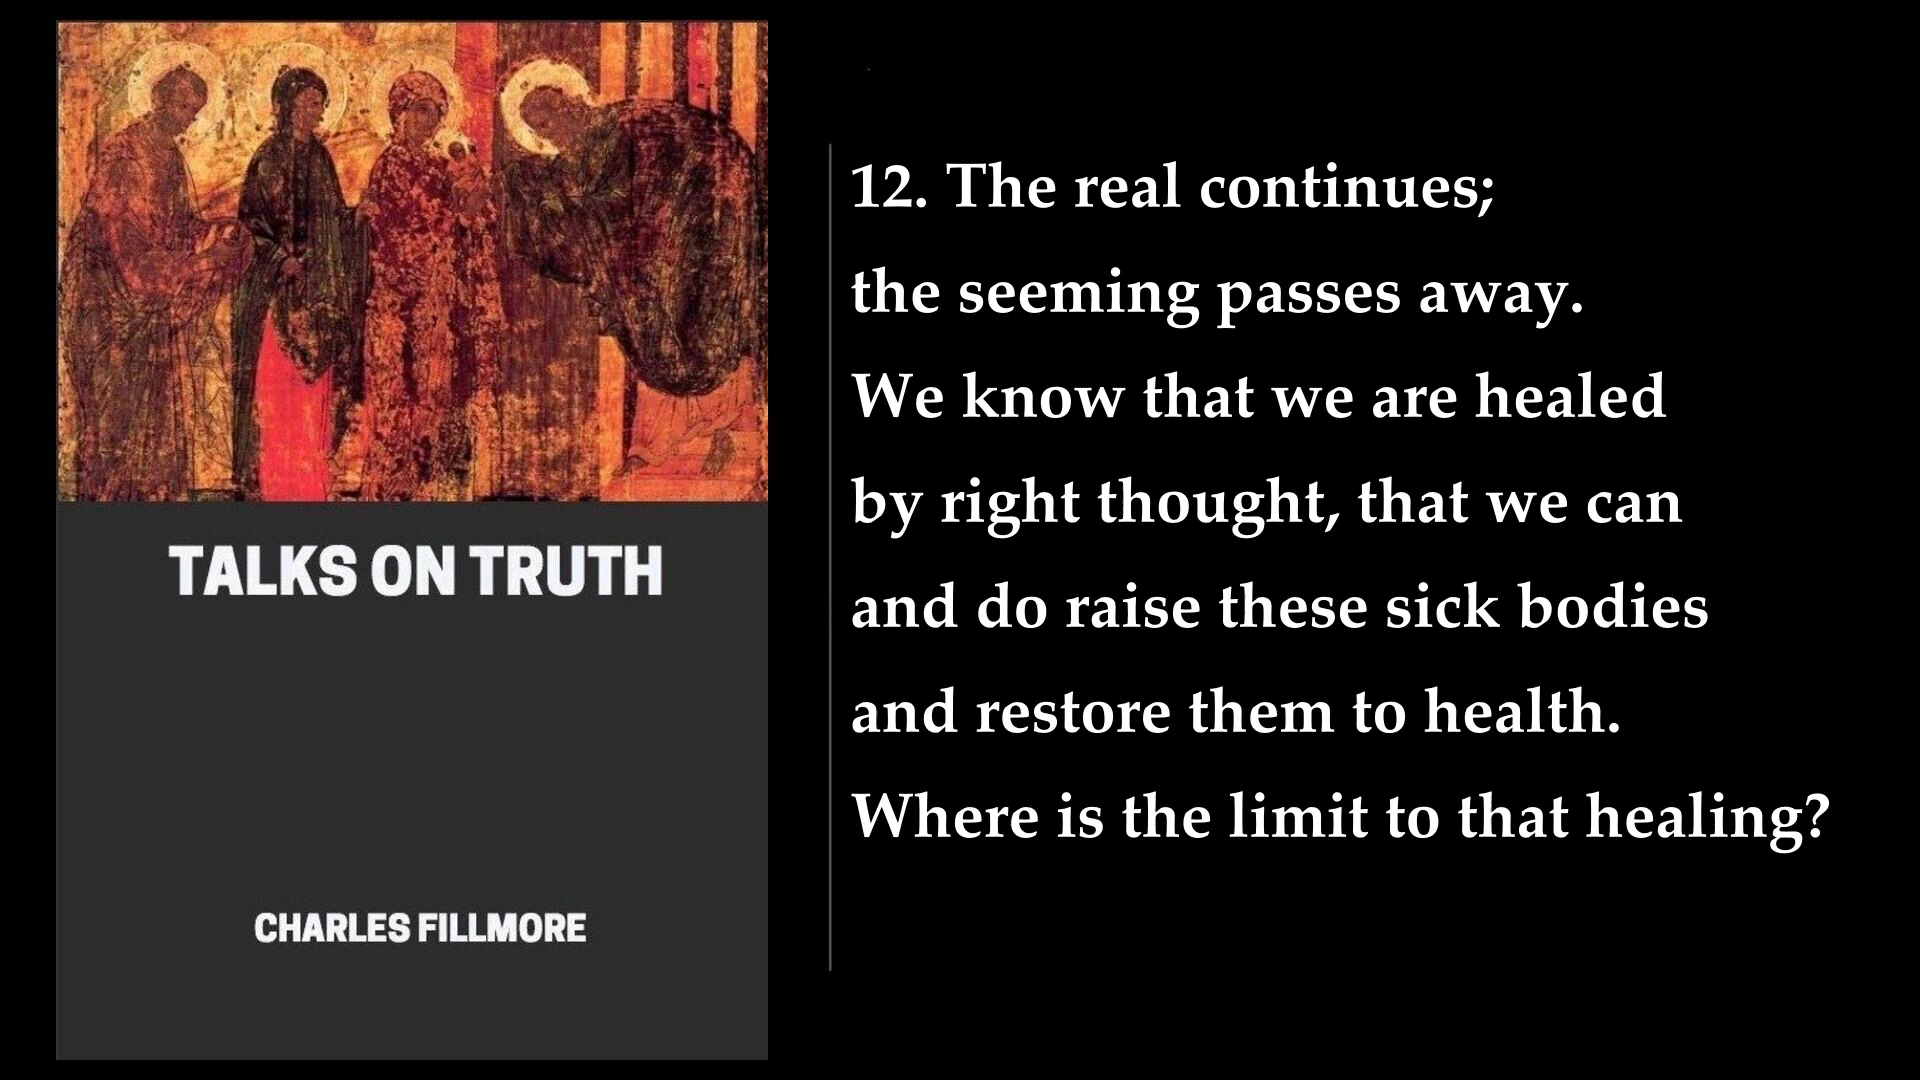 TALKS ON TRUTH
CHARLES FILLMORE
12. The real continues;
the seeming passes away.
We know that we are healed
by right thought, that we can
and do raise these sick bodies
and restore them to health.
Where is the limit to that healing?